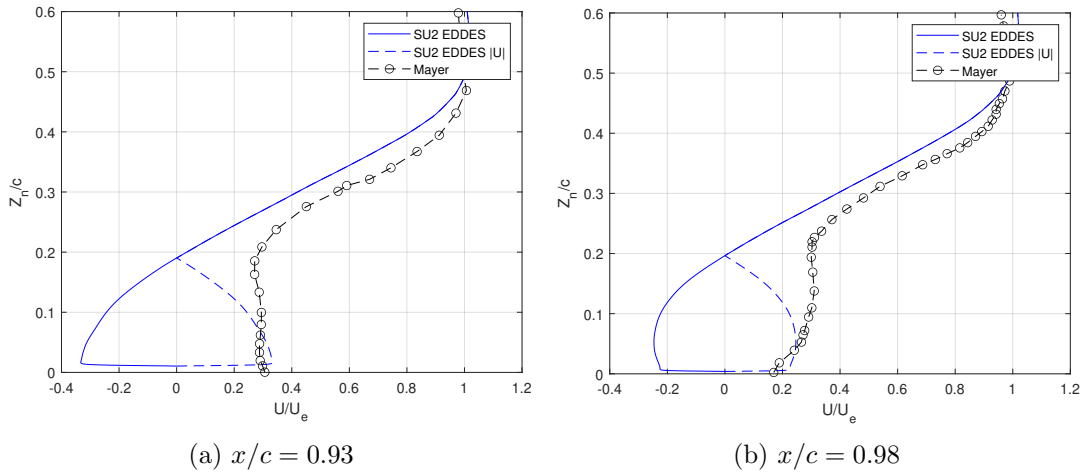 0.6
0.5
0.4
0.3
0.2
0.1
0
Z_n/c
-0.4 -0.2 0 0.2 0.4 0.6 0.8 1 1.2
U/U_e
SU2 EDDES
SU2 EDDES |U|
Mayer
(a) x/c = 0.93
0.6
0.5
0.4
0.3
0.2
0.1
0
Z_n/c
-0.4 -0.2 0 0.2 0.4 0.6 0.8 1 1.2
U/U_e
SU2 EDDES
SU2 EDDES |U|
Mayer
(b) x/c = 0.98